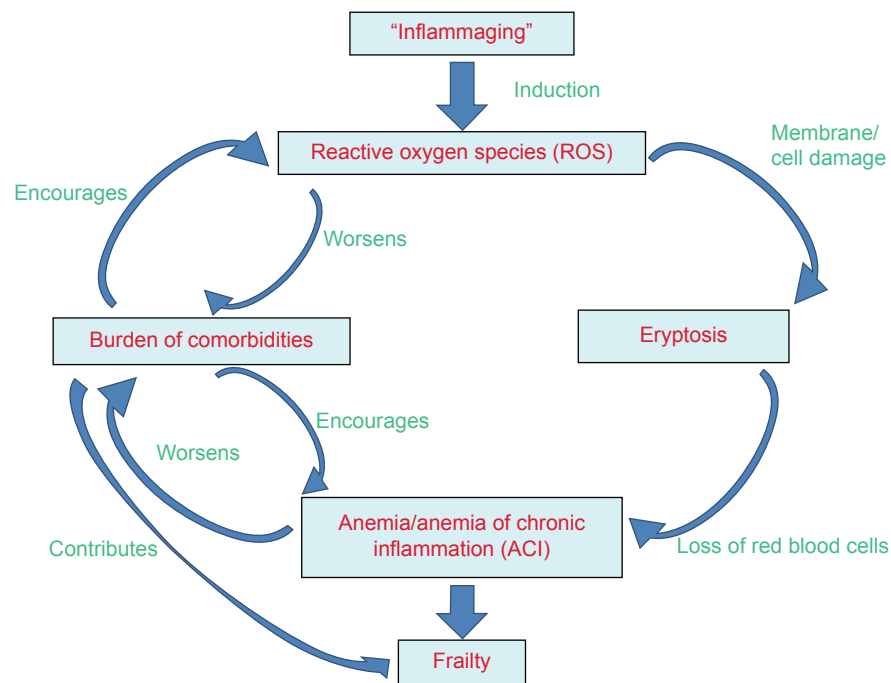 “Inflammaging”
Induction
Reactive oxygen species (ROS)
Membrane/
cell damage
Encourages
Worsens
Burden of comorbidities
Eryptosis
Encourages
Worsens
Anemia/anemia of chronic
inflammation (ACI)
Contributes
Loss of red blood cells
Frailty